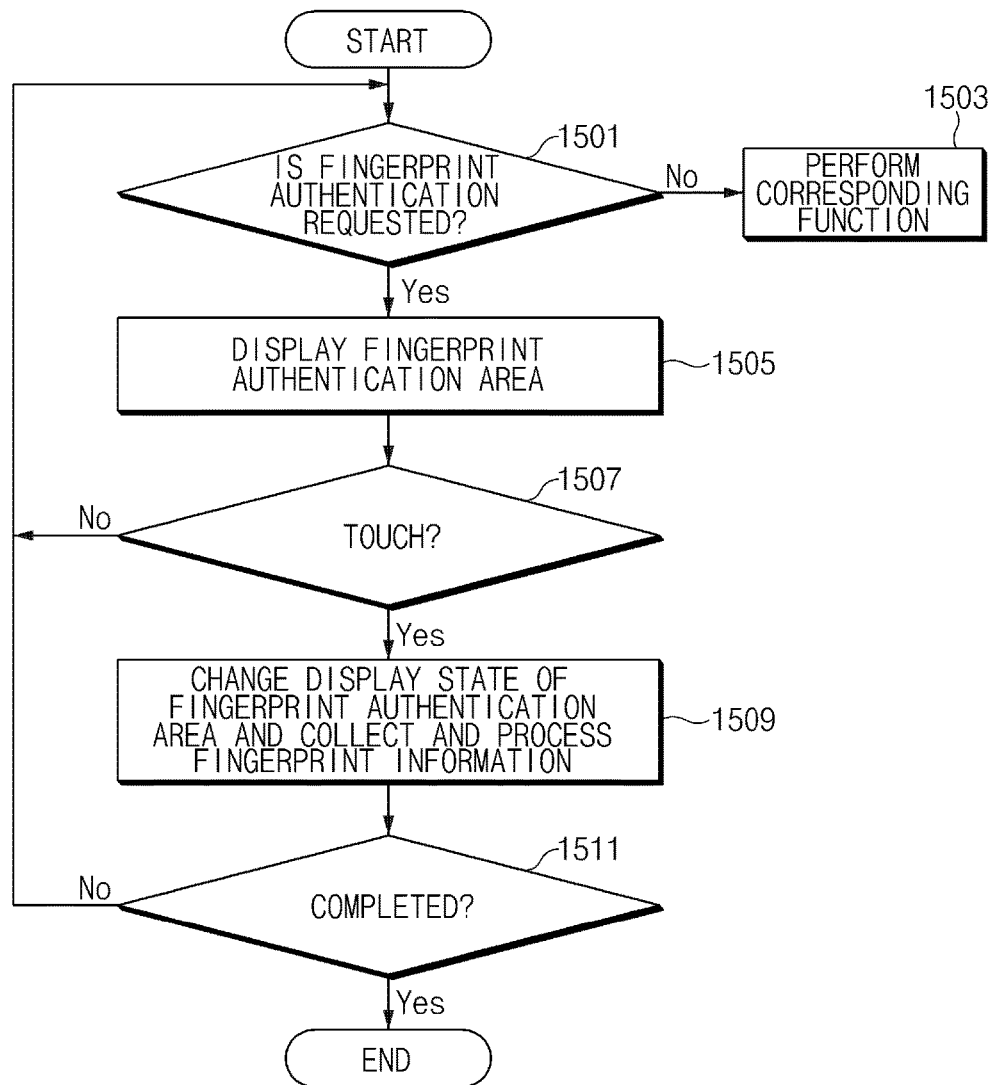 START
1501
1503
IS FINGERPRINT
AUTHENTICATION
REQUESTED?
No
PERFORM
CORRESPONDING
FUNCTION
Yes
DISPLAY FINGERPRINT
AUTHENTICATION AREA
1505
1507
No
TOUCH?
Yes
CHANGE DISPLAY STATE OF
FINGERPRINT AUTHENTICATION
AREA AND COLLECT AND PROCESS
FINGERPRINT INFORMATION
1509
1511
No
COMPLETED?
Yes
END